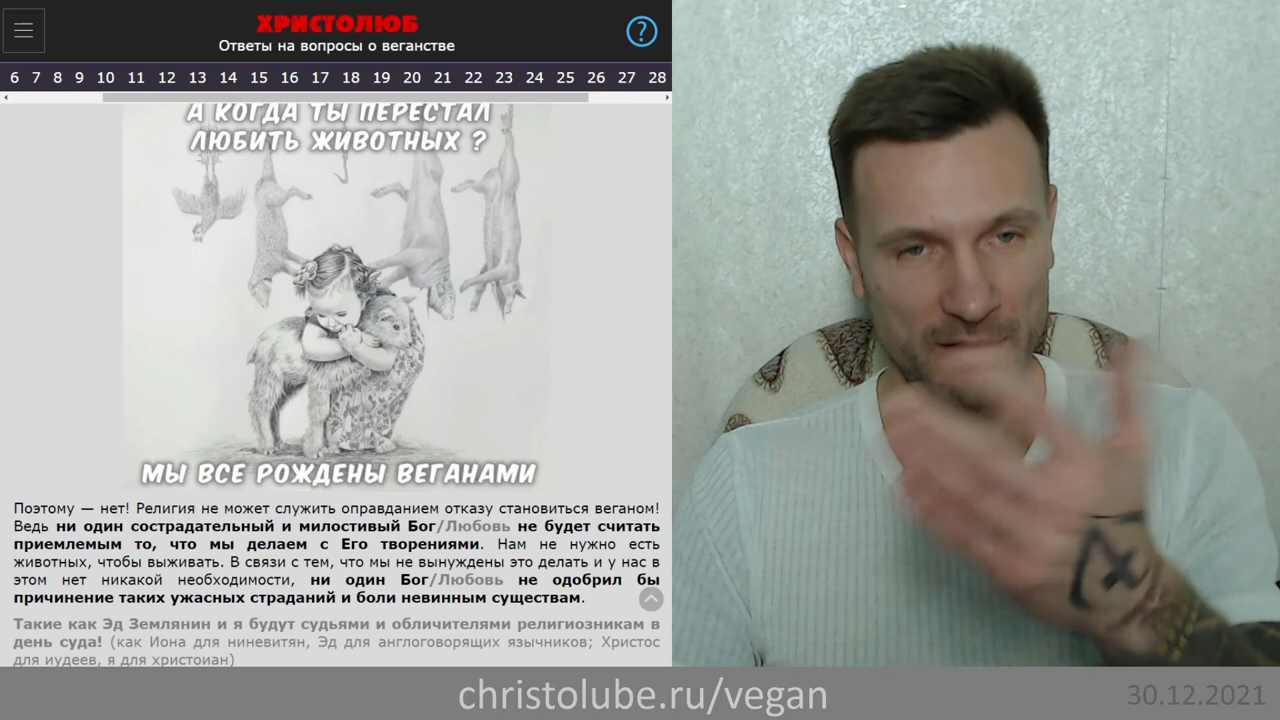 ХРИСТОЛЮБ
Ответы на вопросы о веганстве
?
6 7 8 9 10 11 12 13 14 15 16 17 18 19 20 21 22 23 24 25 26 27 28
А КОГДА ТЫ ПЕРЕСТАЛ
ЛЮБИТЬ ЖИВОТНЫХ ?
МЫ ВСЕ РОЖДЕНЫ ВЕГАНАМИ
Поэтому — нет! Религия не может служить оправданием отказу становиться веганом!
Ведь ни один сострадательный и милостивый Бог/Любовь не будет считать
приемлемым то, что мы делаем с Его творениями. Нам не нужно есть
животных, чтобы выживать. В связи с тем, что мы не вынуждены это делать и у нас в
этом нет никакой необходимости, ни один Бог/Любовь не одобрил бы
причинение таких ужасных страданий и боли невинным существам.
Такие как Эд Землянин и я будут судьями и обличителями религиозникам в
день суда! (как Иона для ниневитян, Эд для англоговорящих язычников; Христос
для иудеев, я для христоиан)
christolube.ru/vegan
30.12.2021